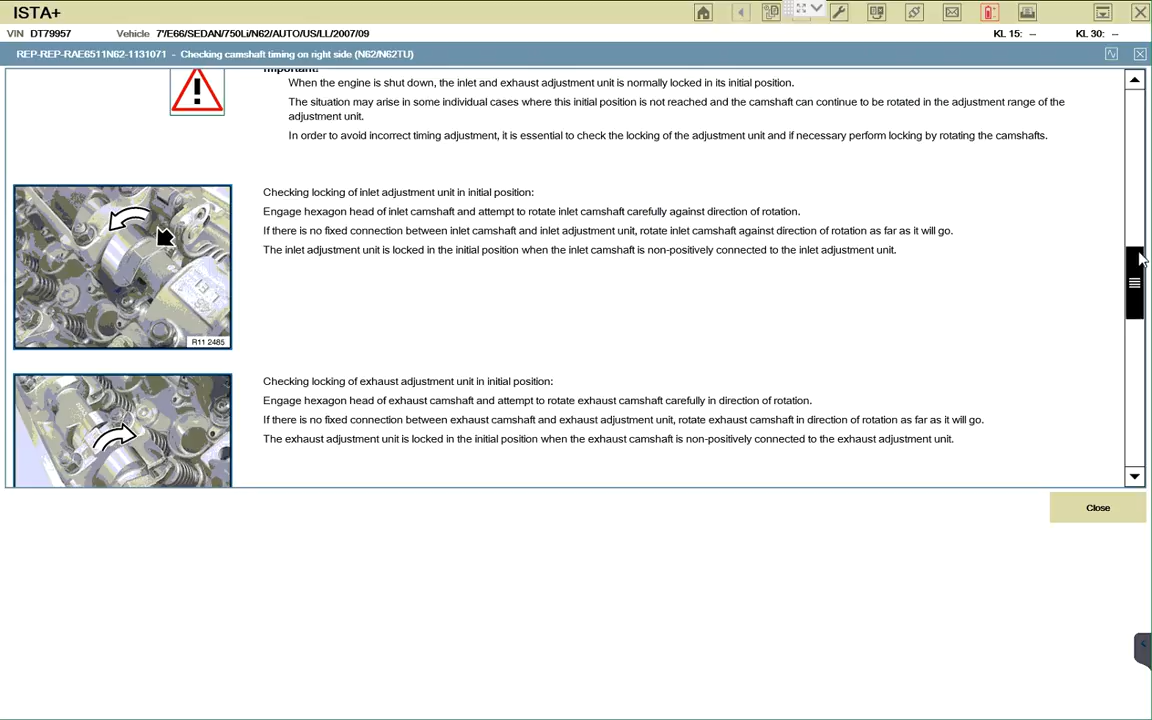 ISTA+
VIN DT79957 Vehicle 7'/E66/SEDAN/750Li/N62/AUTO/US/LL/2007/09 KL 15: -- KL 30: --
REP-REP-RAE6511N62-1131071 - Checking camshaft timing on right side (N62/N62TU)
Important!
When the engine is shut down, the inlet and exhaust adjustment unit is normally locked in its initial position.
The situation may arise in some individual cases where this initial position is not reached and the camshaft can continue to be rotated in the adjustment range of the
adjustment unit.
In order to avoid incorrect timing adjustment, it is essential to check the locking of the adjustment unit and if necessary perform locking by rotating the camshafts.
Checking locking of inlet adjustment unit in initial position:
Engage hexagon head of inlet camshaft and attempt to rotate inlet camshaft carefully against direction of rotation.
If there is no fixed connection between inlet camshaft and inlet adjustment unit, rotate inlet camshaft against direction of rotation as far as it will go.
The inlet adjustment unit is locked in the initial position when the inlet camshaft is non-positively connected to the inlet adjustment unit.
R11 2485
Checking locking of exhaust adjustment unit in initial position:
Engage hexagon head of exhaust camshaft and attempt to rotate exhaust camshaft carefully in direction of rotation.
If there is no fixed connection between exhaust camshaft and exhaust adjustment unit, rotate exhaust camshaft in direction of rotation as far as it will go.
The exhaust adjustment unit is locked in the initial position when the exhaust camshaft is non-positively connected to the exhaust adjustment unit.
Close